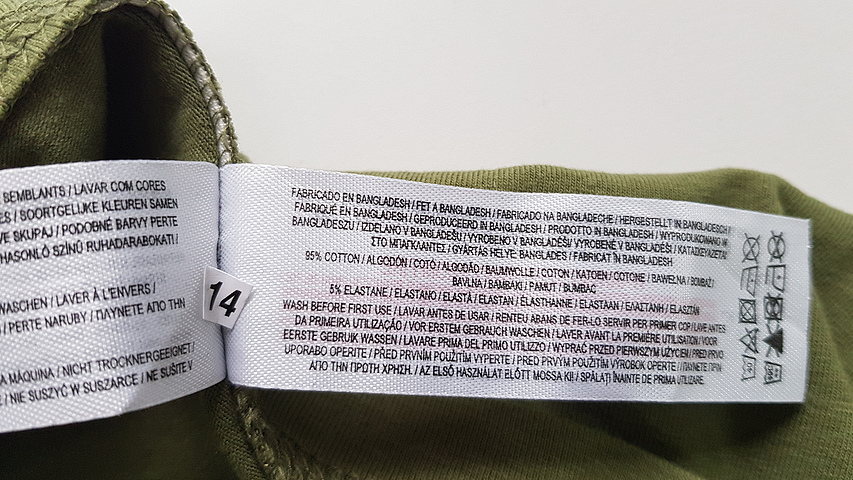 SEMBLANTS / LAVAR COM CORES
/ SOORTGELIJKE KLEUREN SAMEN
VE SKUPAJ / PODOBNÉ BARVY PERTE
HASONLÓ SZÍNŰ RUHADARABOKAT! /
WASCHEN / LAVER À L'ENVERS /
/ PERTE NARUBY / ΠΛΥΝΕΤΕ ΑΠΟ ΤΗΝ
MÁQUINA / NICHT TROCKNERGEEIGNET /
/ NIE SUSZYĆ W SUSZARCE / NE SUŠITE V
14
FABRICADO EN BANGLADESH / FET A BANGLADESH / FABRICADO NA BANGLADECHE / HERGESTELLT IN BANGLADESCH /
FABRIQUÉ EN BANGLADESH / GEPRODUCEERD IN BANGLADESH / PRODOTTO IN BANGLADESH / WYPRODUKOWANO W
BANGLADESZU / IZDELANO V BANGLADEŠU / VYROBENO V BANGLADÉŠI / VYROBENÉ V BANGLADÉŠI / ΚΑΤΑΣΚΕΥΑΖΕΤΑΙ
ΣΤΟ ΜΠΑΓΚΛΑΝΤΕΣ / GYÁRTÁS HELYE: BANGLADES / FABRICAT ÎN BANGLADESH
95% COTTON / ALGODÓN / COTÓ / ALGODÃO / BAUMWOLLE / COTON / KATOEN / COTONE / BAWEŁNA / BOMBAŽ /
BAVLNA / BAMBAKI / PAMUT / BUMBAC
5% ELASTANE / ELASTANO / ELASTÀ / ELASTAN / ÉLASTHANNE / ELASTAAN / ΕΛΑΣΤΑΝΗ / ELASZTÁN
WASH BEFORE FIRST USE / LAVAR ANTES DE USAR / RENTEU ABANS DE FER-LO SERVIR PER PRIMER COP / LAVE ANTES
DA PRIMEIRA UTILIZAÇÃO / VOR ERSTEM GEBRAUCH WASCHEN / LAVER AVANT LA PREMIÈRE UTILISATION / VOOR
EERSTE GEBRUIK WASSEN / LAVARE PRIMA DEL PRIMO UTILIZZO / WYPRAĆ PRZED PIERWSZYM UŻYCIEM / PRED PRVO
UPORABO OPERITE / PŘED PRVNÍM POUŽITÍM VYPERTE / PRED PRVÝM POUŽITÍM VÝROBOK OPERTE / ΠΛΥΝΕΤΕ ΠΡΙΝ
ΑΠΟ ΤΗΝ ΠΡΩΤΗ ΧΡΗΣΗ. / AZ ELSŐ HASZNÁLAT ELŐTT MOSSA KI! / SPĂLAȚI ÎNAINTE DE PRIMA UTILIZARE.